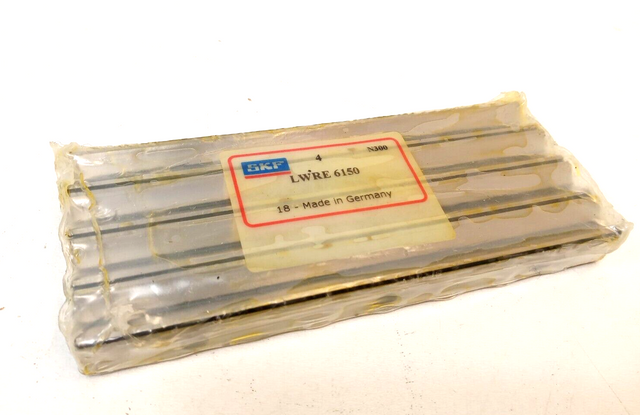 4
N300
SKF
LWRE 6150
18 - Made in Germany